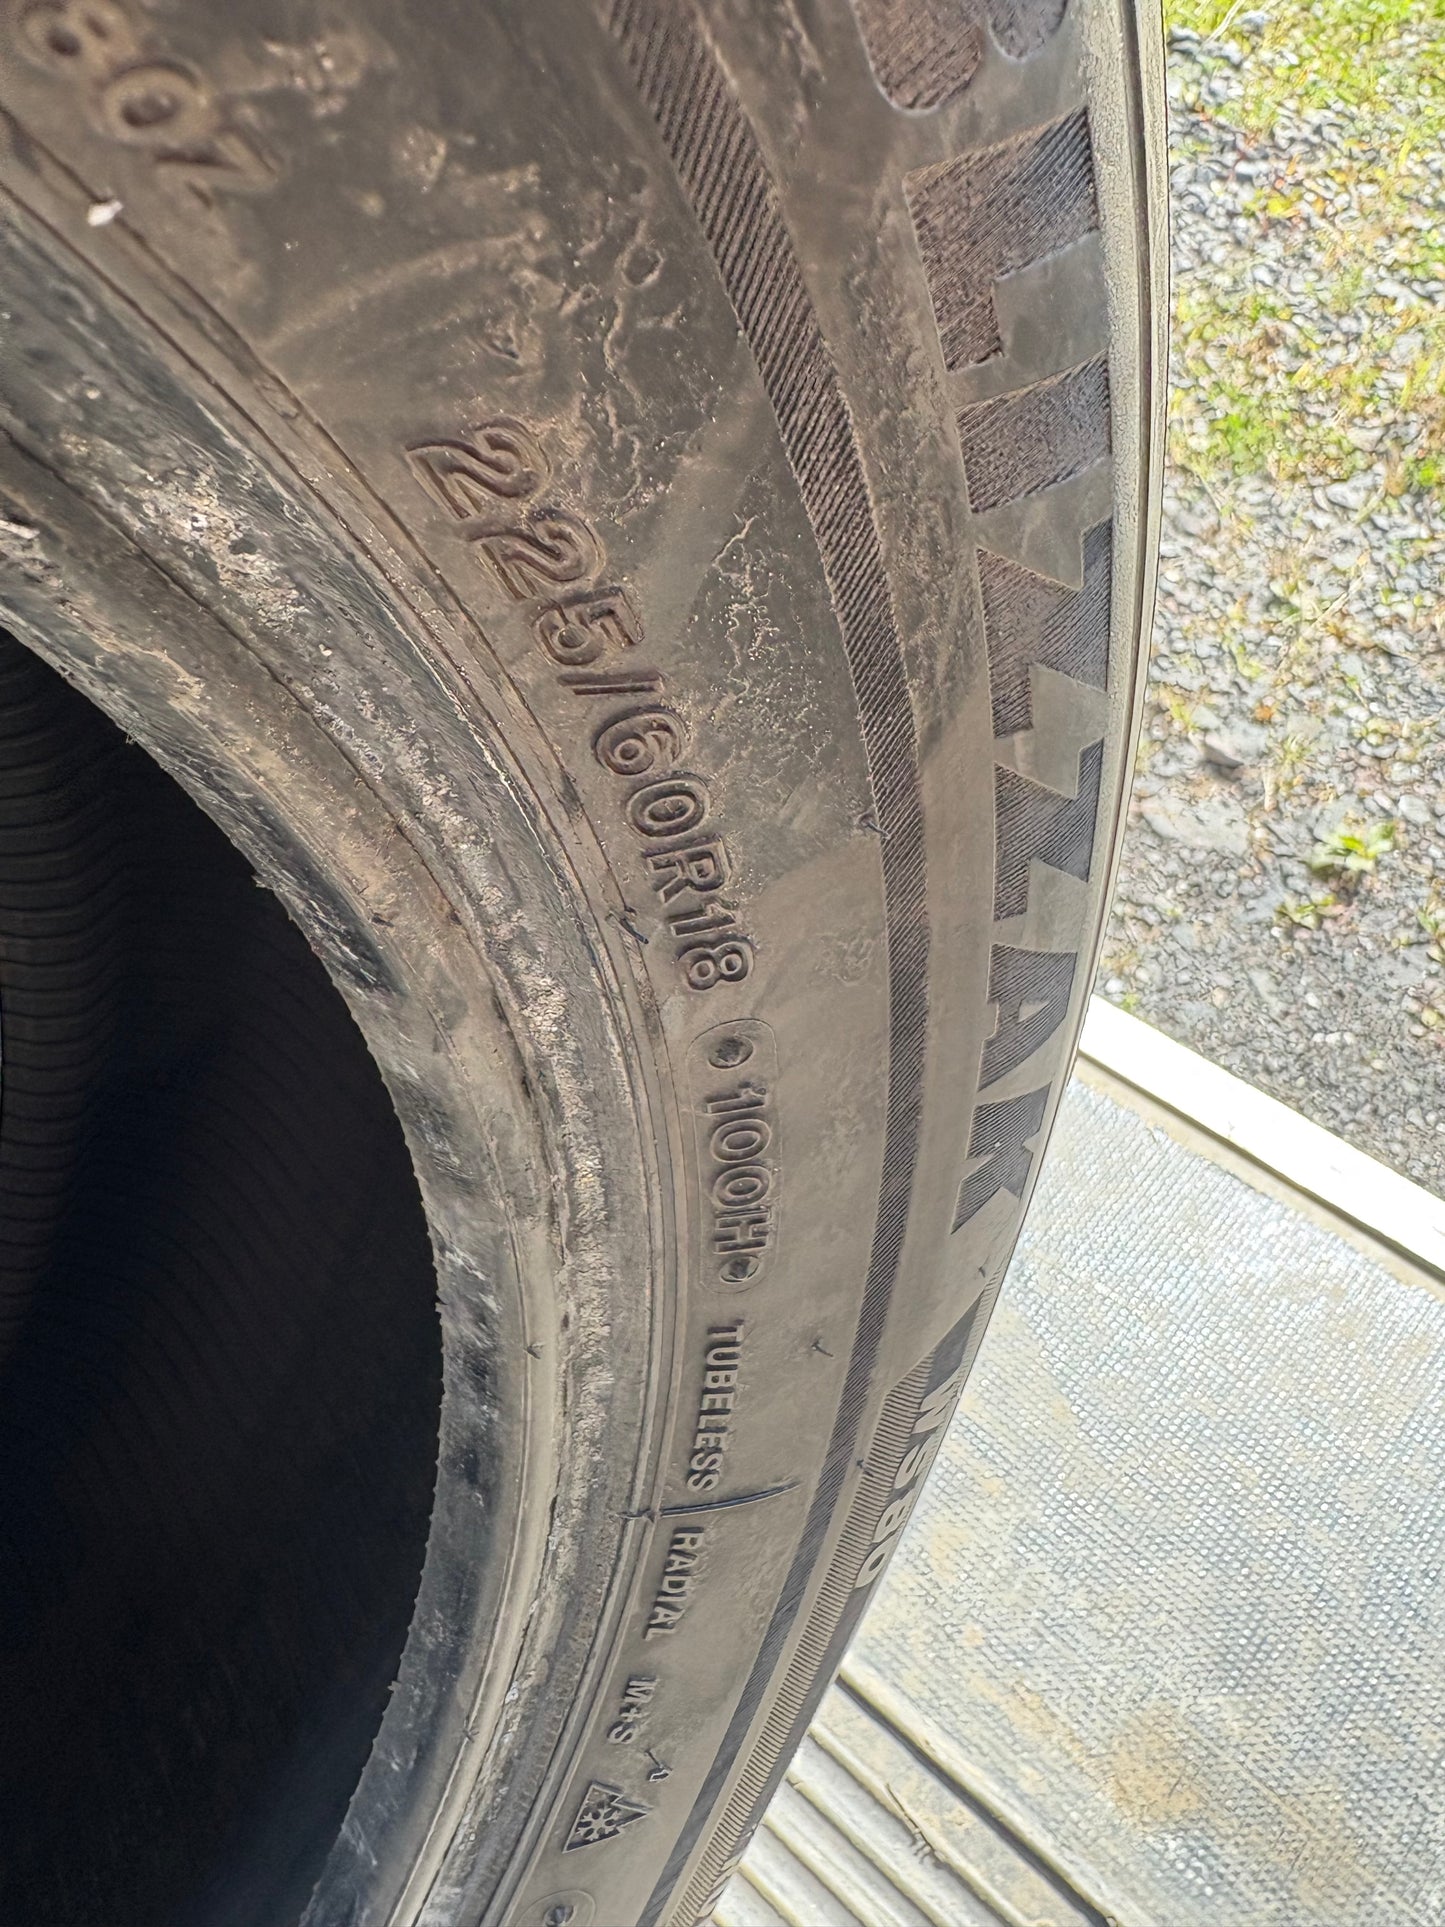 BLIZZAK
WS80
225/60R18 100H TUBELESS RADIAL M+S